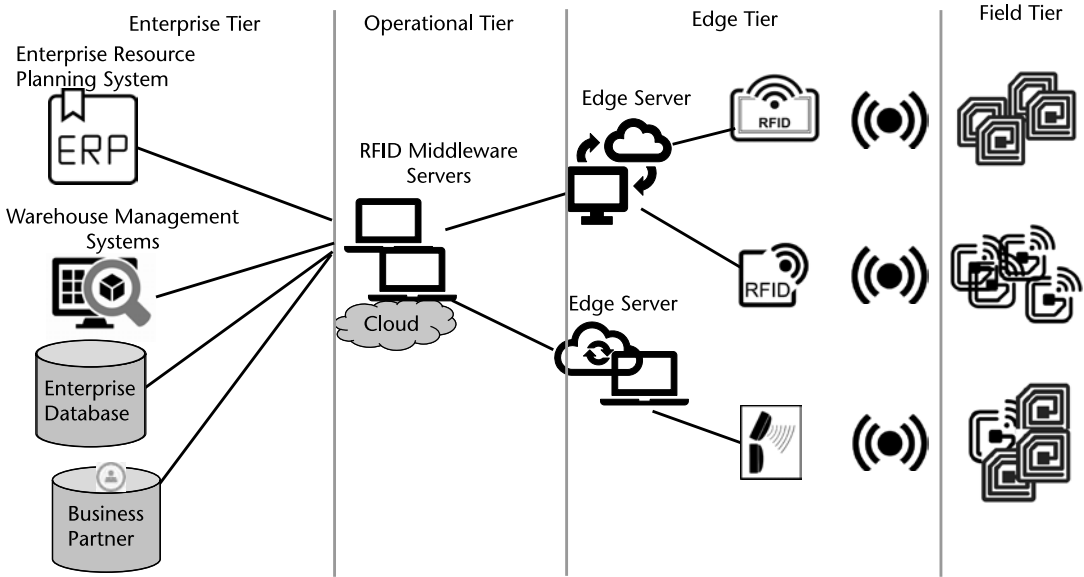 Enterprise Tier
Operational Tier
Edge Tier
Field Tier
Enterprise Resource
Planning System
ERP
Warehouse Management
Systems
Enterprise
Database
Business
Partner
RFID Middleware
Servers
Cloud
Edge Server
RFID
RFID
Edge Server